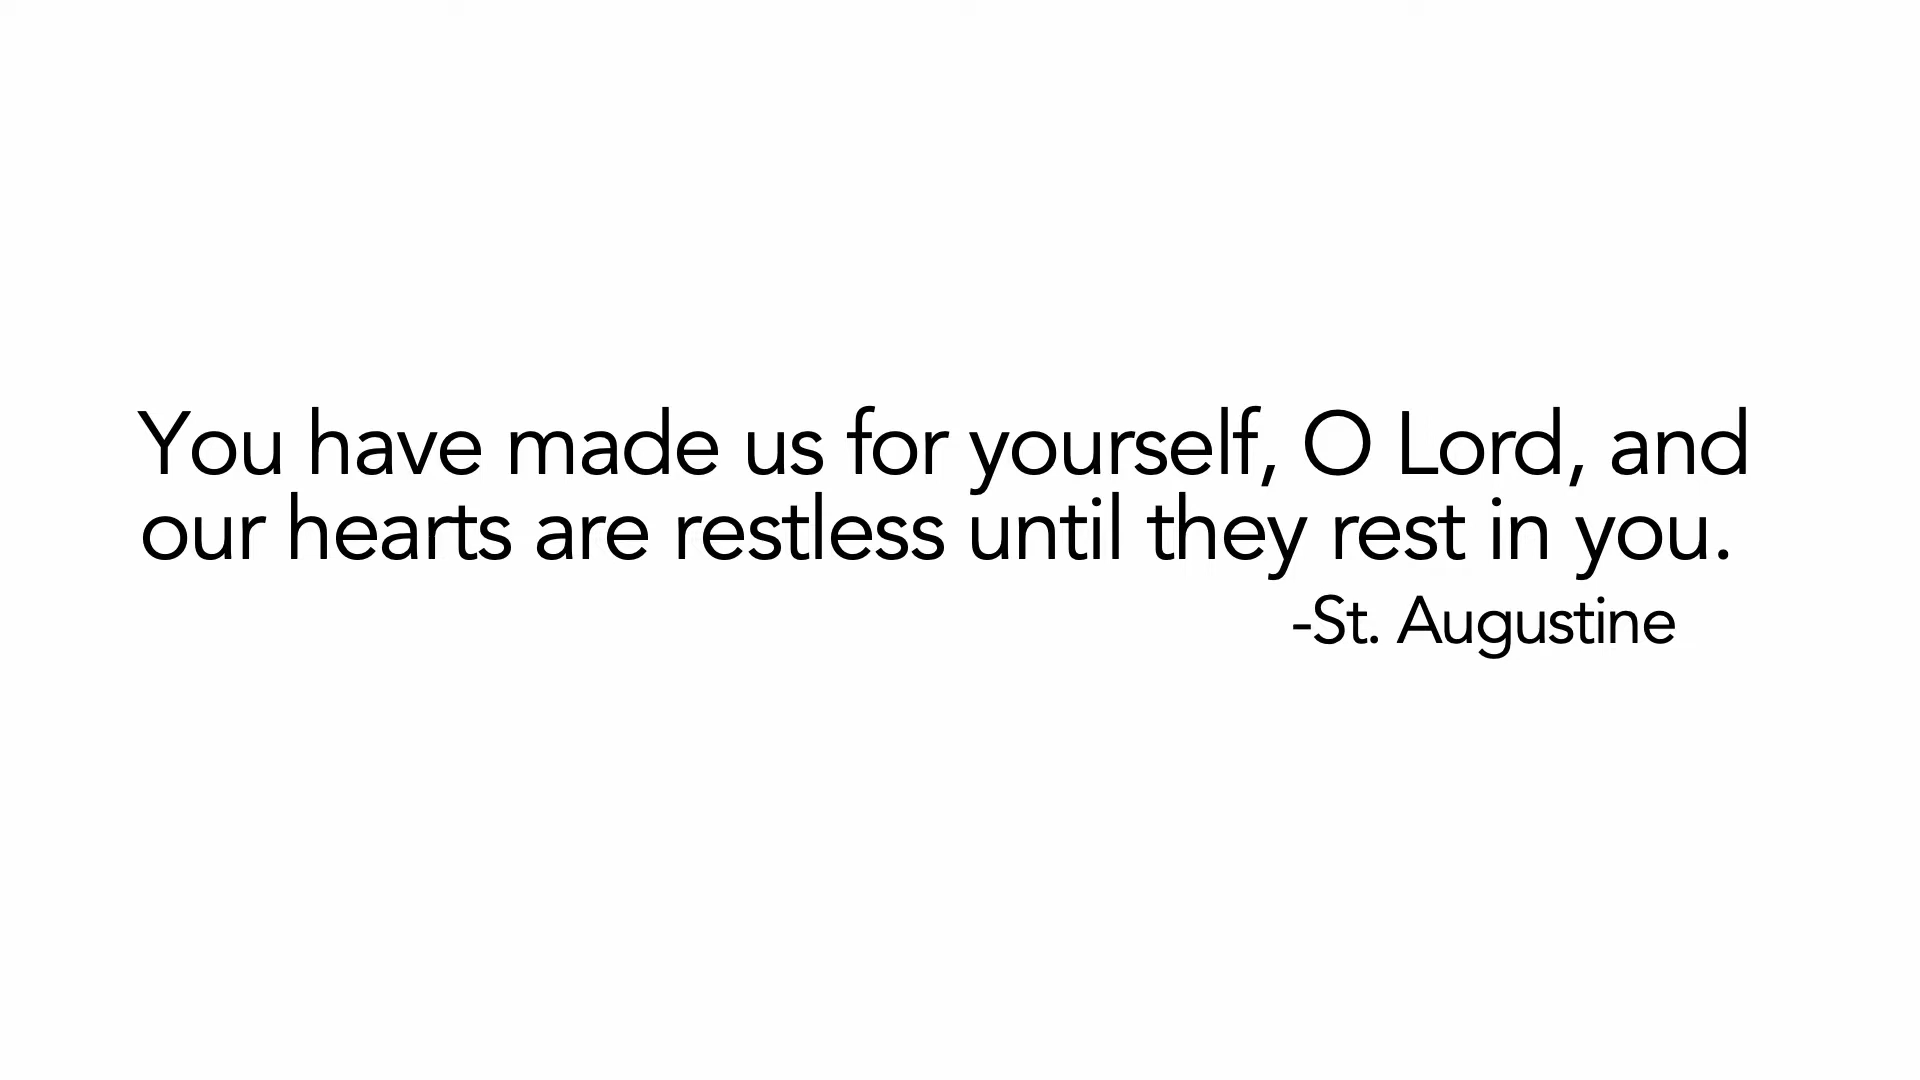 You have made us for yourself, O Lord, and
our hearts are restless until they rest in you.
-St. Augustine